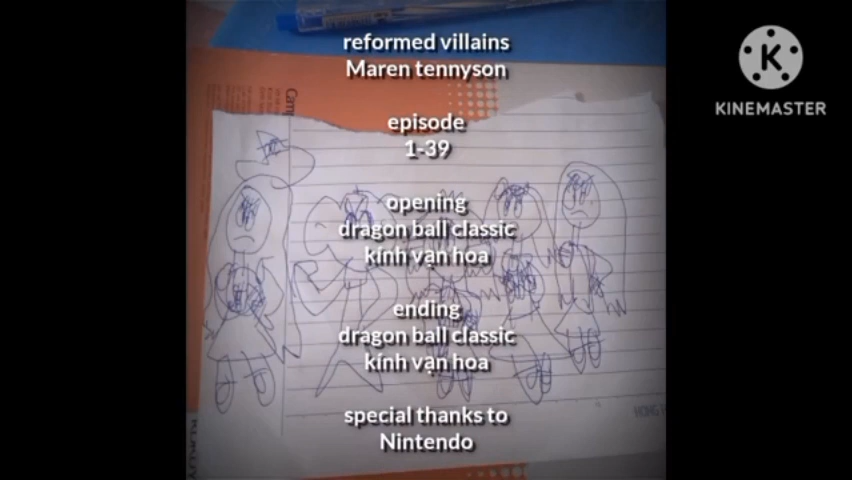 reformed villains
Maren tennyson
episode
1-39
opening
dragon ball classic
kính vạn hoa
ending
dragon ball classic
kính vạn hoa
special thanks to
Nintendo
KINEMASTER